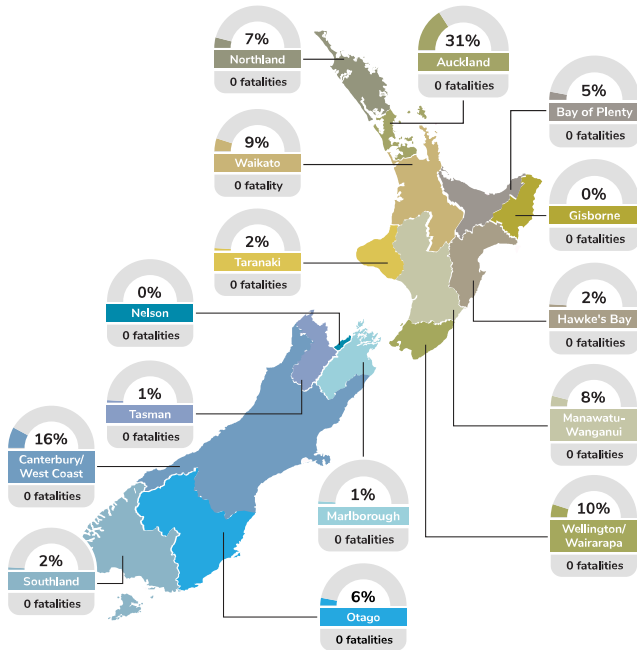 7%
Northland
0 fatalities
31%
Auckland
0 fatalities
5%
Bay of Plenty
0 fatalities
9%
Waikato
0 fatality
0%
Gisborne
0 fatalities
2%
Taranaki
0 fatalities
0%
Nelson
0 fatalities
2%
Hawke's Bay
0 fatalities
1%
Tasman
0 fatalities
8%
Manawatu-
Wanganui
0 fatalities
16%
Canterbury/
West Coast
0 fatalities
1%
Marlborough
0 fatalities
10%
Wellington/
Wairarapa
0 fatalities
2%
Southland
0 fatalities
6%
Otago
0 fatalities